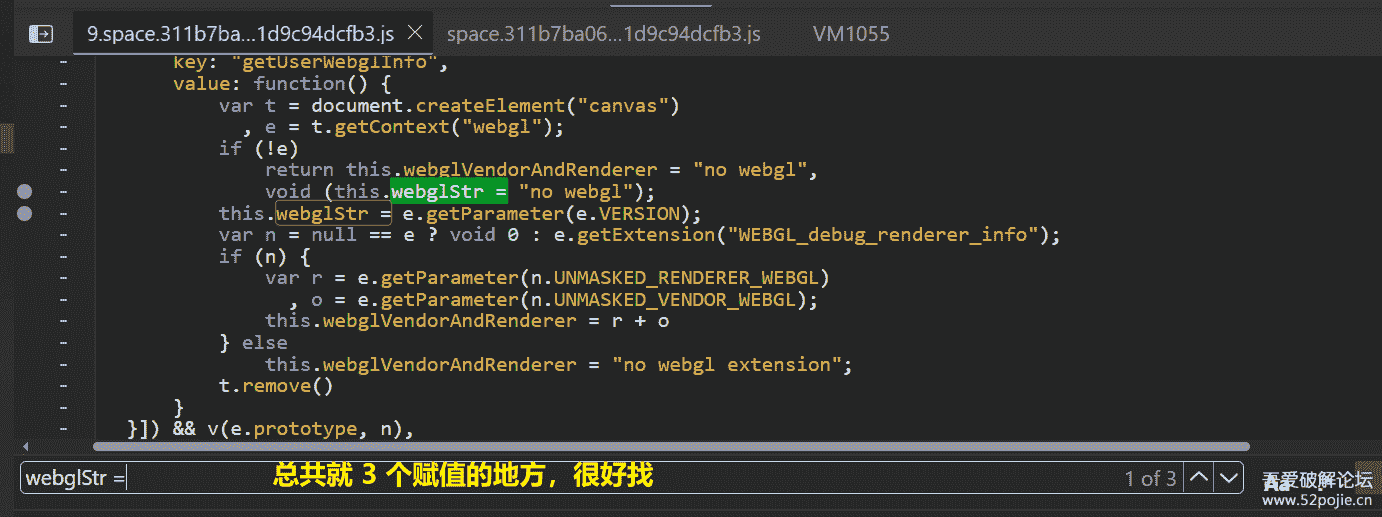 9.space.311b7ba...1d9c94dcfb3.js × space.311b7ba06...1d9c94dcfb3.js VM1055
key: "getUserWebglInfo",
value: function() {
var t = document.createElement("canvas")
, e = t.getContext("webgl");
if (!e)
return this.webglVendorAndRenderer = "no webgl",
void (this.webglStr = "no webgl");
this.webglStr = e.getParameter(e.VERSION);
var n = null == e ? void 0 : e.getExtension("WEBGL_debug_renderer_info");
if (n) {
var r = e.getParameter(n.UNMASKED_RENDERER_WEBGL)
, o = e.getParameter(n.UNMASKED_VENDOR_WEBGL);
this.webglVendorAndRenderer = r + o
} else
this.webglVendorAndRenderer = "no webgl extension";
t.remove()
}
}]) && v(e.prototype, n),
webglStr = 总共就 3 个赋值的地方，很好找 1 of 3 Aa
吾爱破解论坛
www.52pojie.cn